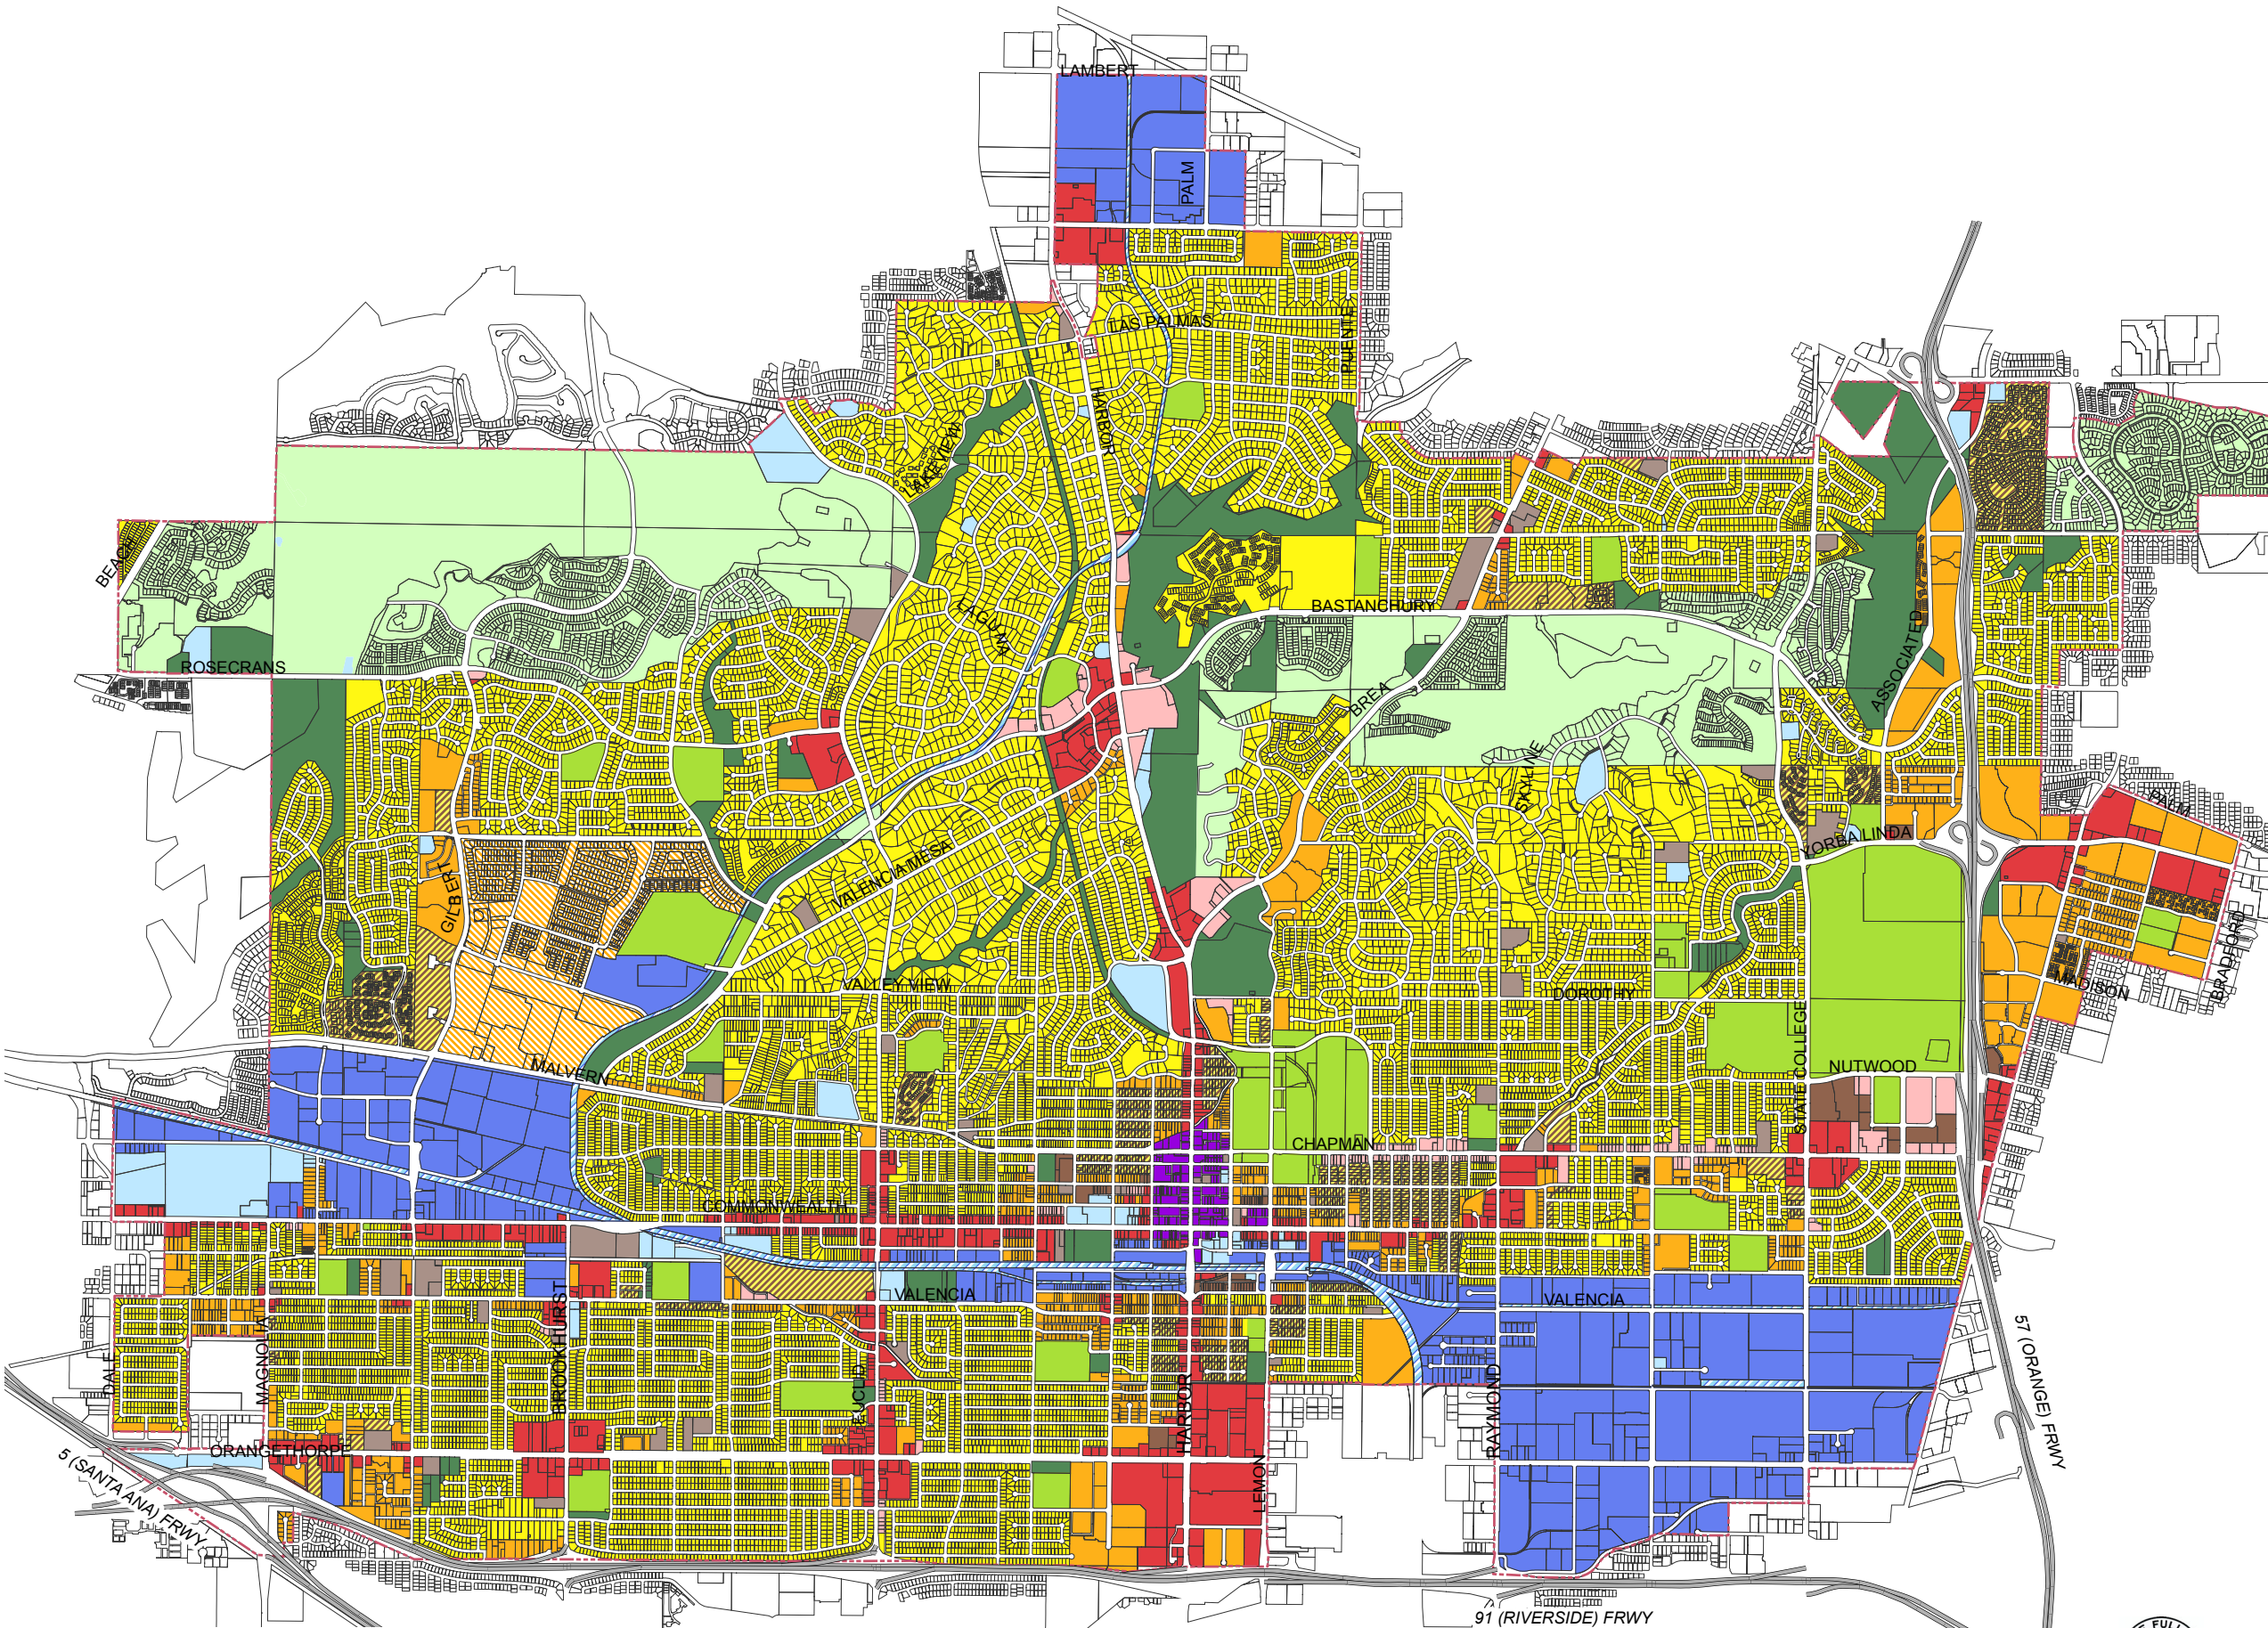 LAMBERT
PALM
LAS PALMAS
PUENTE
HARBOR
LAKEVIEW
BEACH
LAGUNA
BASTANCHURY
ASSOCIATED
ROSECRANS
BREA
SKYLINE
PALM
YORBA LINDA
VALENCIA MESA
GILBERT
BRADFORD
VALLEY VIEW
DOROTHY
MADISON
STATE COLLEGE
MALVERN
NUTWOOD
CHAPMAN
COMMONWEALTH
VALENCIA
VALENCIA
BROOKHURST
MAGNOLIA
DALE
EUCLID
HARBOR
RAYMOND
57 (ORANGE) FRWY
ORANGETHORPE
5 (SANTA ANA) FRWY
LEMON
91 (RIVERSIDE) FRWY